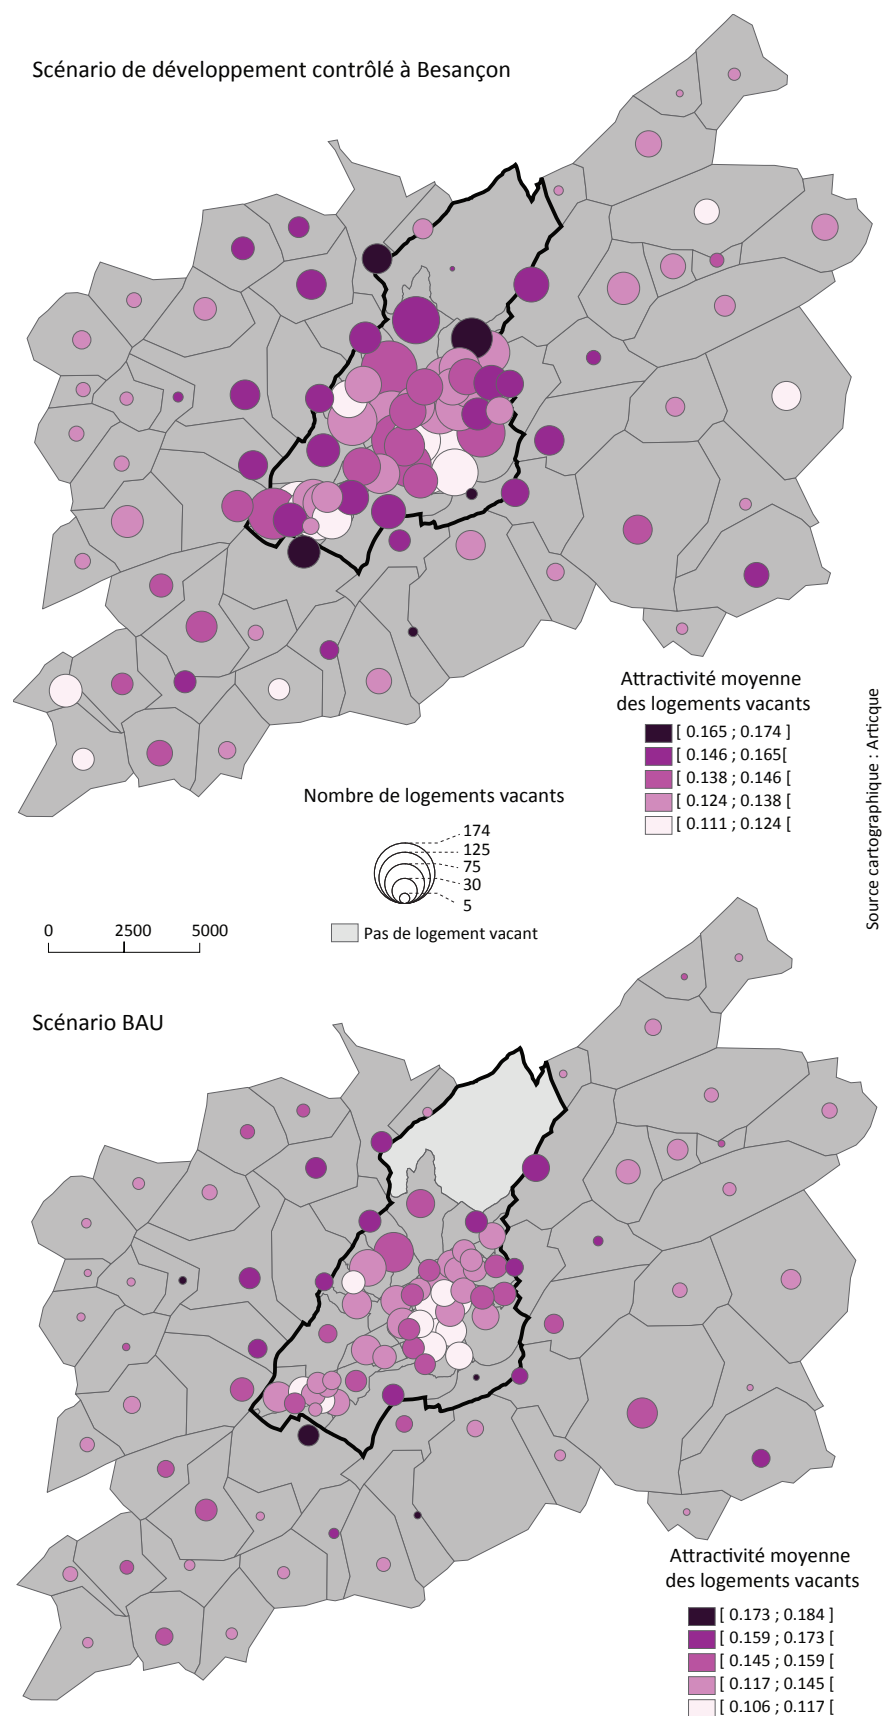 Scénario de développement contrôlé à Besançon
Attractivité moyenne
des logements vacants
[ 0.165 ; 0.174 ]
[ 0.146 ; 0.165[
[ 0.138 ; 0.146 [
[ 0.124 ; 0.138 [
[ 0.111 ; 0.124 [
Source cartographique : Articque
Nombre de logements vacants
174
125
75
30
5
Pas de logement vacant
0 2500 5000
Scénario BAU
Attractivité moyenne
des logements vacants
[ 0.173 ; 0.184 ]
[ 0.159 ; 0.173 [
[ 0.145 ; 0.159 [
[ 0.117 ; 0.145 [
[ 0.106 ; 0.117 [